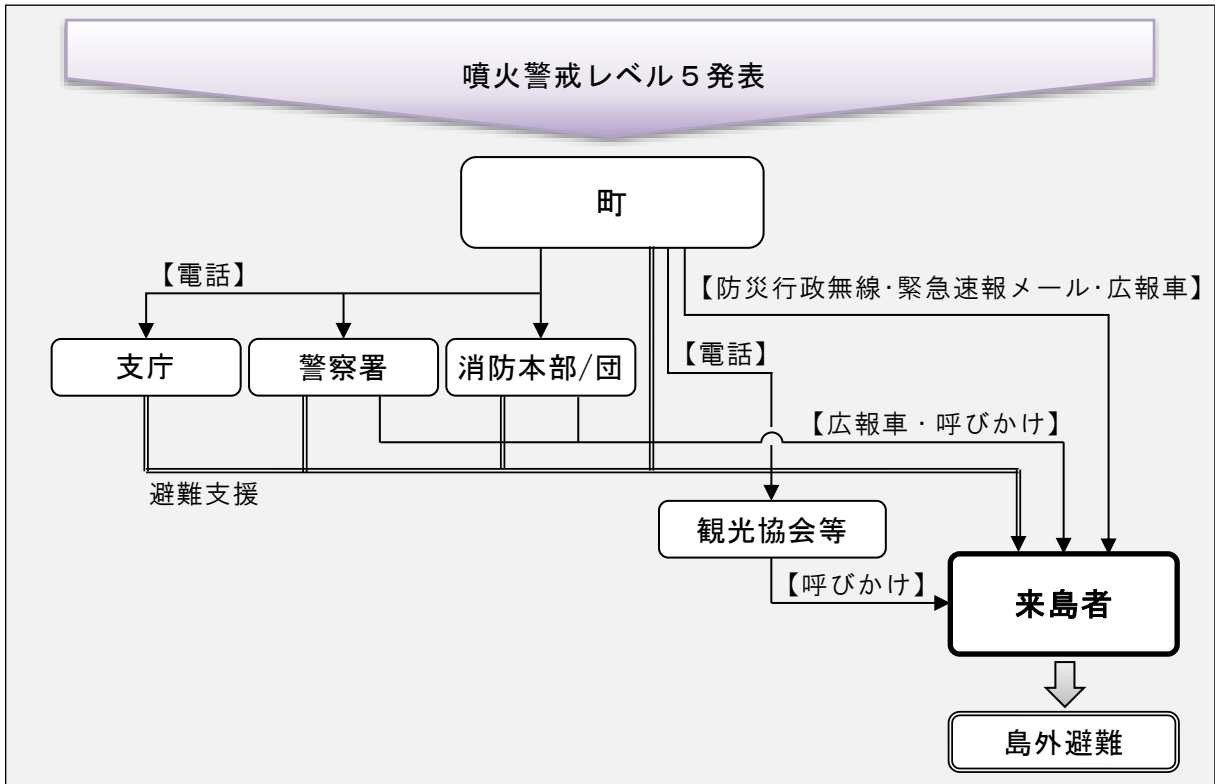 噴火警戒レベル５発表
町
【電話】
【防災行政無線･緊急速報メール･広報車】
支庁
警察署
消防本部/団
【電話】
【広報車・呼びかけ】
避難支援
観光協会等
【呼びかけ】
来島者
島外避難